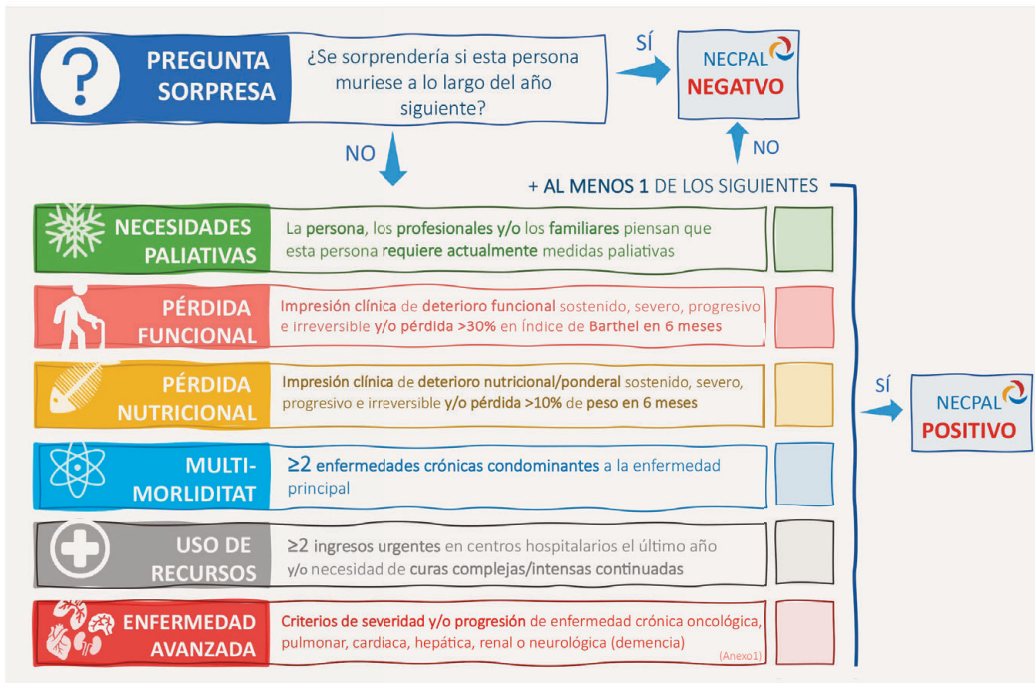 PREGUNTA
SORPRESA
¿Se sorprendería si esta persona
muriese a lo largo del año
siguiente?
SÍ
NECPAL
NEGATVO
NO
NO
+ AL MENOS 1 DE LOS SIGUIENTES
NECESIDADES
PALIATIVAS
La persona, los profesionales y/o los familiares piensan que
esta persona requiere actualmente medidas paliativas
PÉRDIDA
FUNCIONAL
Impresión clínica de deterioro funcional sostenido, severo, progresivo
e irreversible y/o pérdida >30% en Índice de Barthel en 6 meses
PÉRDIDA
NUTRICIONAL
Impresión clínica de deterioro nutricional/ponderal sostenido, severo,
progresivo e irreversible y/o pérdida >10% de peso en 6 meses
SÍ
NECPAL
POSITIVO
MULTI-
MORLIDITAT
≥2 enfermedades crónicas condominantes a la enfermedad
principal
USO DE
RECURSOS
≥2 ingresos urgentes en centros hospitalarios el último año
y/o necesidad de curas complejas/intensas continuadas
ENFERMEDAD
AVANZADA
Criterios de severidad y/o progresión de enfermedad crónica oncológica,
pulmonar, cardiaca, hepática, renal o neurológica (demencia)
(Anexo1)